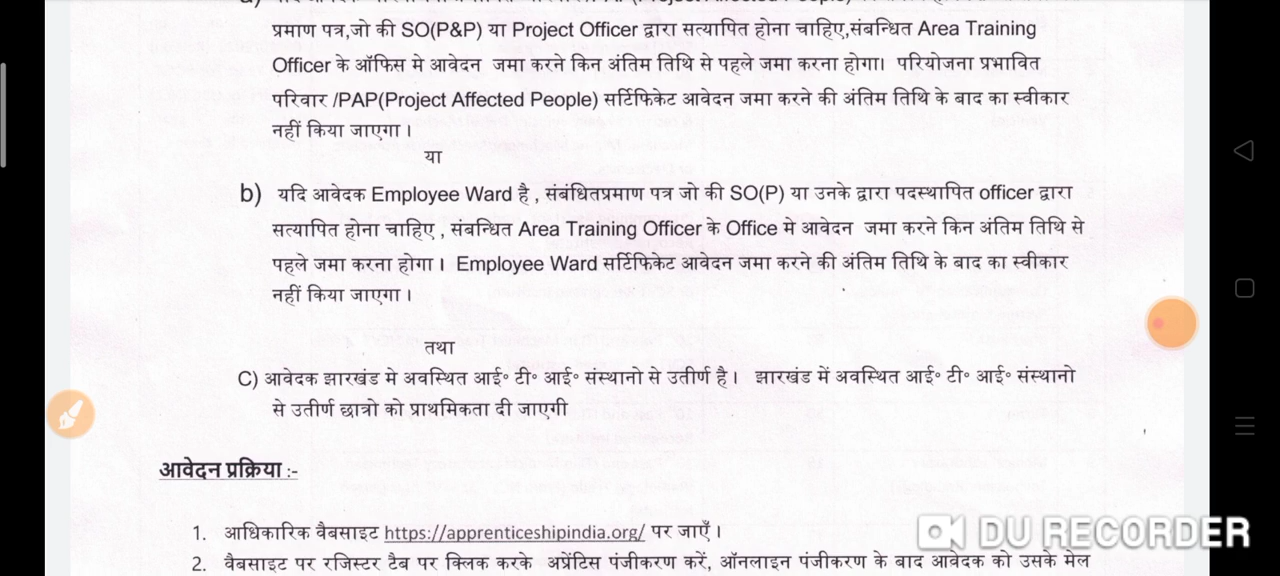 प्रमाण पत्र,जो की SO(P&P) या Project Officer द्वारा सत्यापित होना चाहिए,संबन्धित Area Training
Officer के ऑफिस मे आवेदन जमा करने किन अंतिम तिथि से पहले जमा करना होगा। परियोजना प्रभावित
परिवार /PAP(Project Affected People) सर्टिफिकेट आवेदन जमा करने की अंतिम तिथि के बाद का स्वीकार
नहीं किया जाएगा।
या
b) यदि आवेदक Employee Ward है , संबंधितप्रमाण पत्र जो की SO(P) या उनके द्वारा पदस्थापित officer द्वारा
सत्यापित होना चाहिए , संबन्धित Area Training Officer के Office मे आवेदन जमा करने किन अंतिम तिथि से
पहले जमा करना होगा। Employee Ward सर्टिफिकेट आवेदन जमा करने की अंतिम तिथि के बाद का स्वीकार
नहीं किया जाएगा।
तथा
C) आवेदक झारखंड मे अवस्थित आई॰ टी॰ आई॰ संस्थानो से उतीर्ण है। झारखंड में अवस्थित आई॰ टी॰ आई॰ संस्थानो
से उतीर्ण छात्रो को प्राथमिकता दी जाएगी
आवेदन प्रक्रिया :-
1. आधिकारिक वैबसाइट https://apprenticeshipindia.org/ पर जाएँ।
2. वैबसाइट पर रजिस्टर टैब पर क्लिक करके अप्रेंटिस पंजीकरण करें, ऑनलाइन पंजीकरण के बाद आवेदक को उसके मेल
DU RECORDER